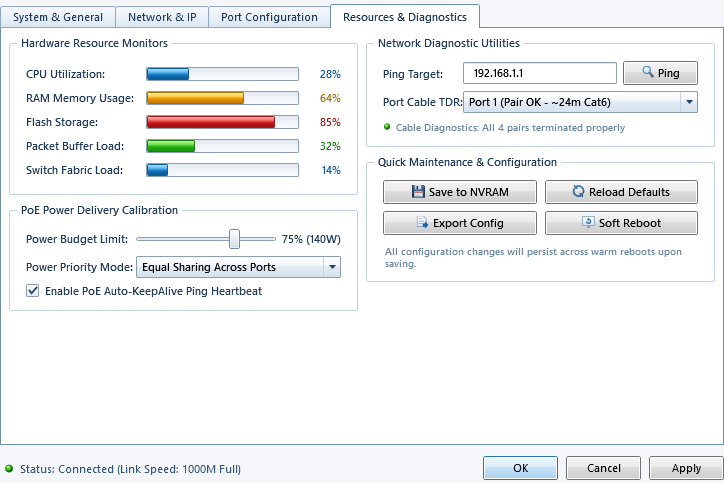 System & General
Network & IP
Port Configuration
Resources & Diagnostics
Hardware Resource Monitors
CPU Utilization: 28%
RAM Memory Usage: 64%
Flash Storage: 85%
Packet Buffer Load: 32%
Switch Fabric Load: 14%
PoE Power Delivery Calibration
Power Budget Limit: 75% (140W)
Power Priority Mode: Equal Sharing Across Ports
Enable PoE Auto-KeepAlive Ping Heartbeat
Network Diagnostic Utilities
Ping Target: 192.168.1.1 Ping
Port Cable TDR: Port 1 (Pair OK - ~24m Cat6)
Cable Diagnostics: All 4 pairs terminated properly
Quick Maintenance & Configuration
Save to NVRAM
Reload Defaults
Export Config
Soft Reboot
All configuration changes will persist across warm reboots upon
saving.
Status: Connected (Link Speed: 1000M Full)
OK
Cancel
Apply